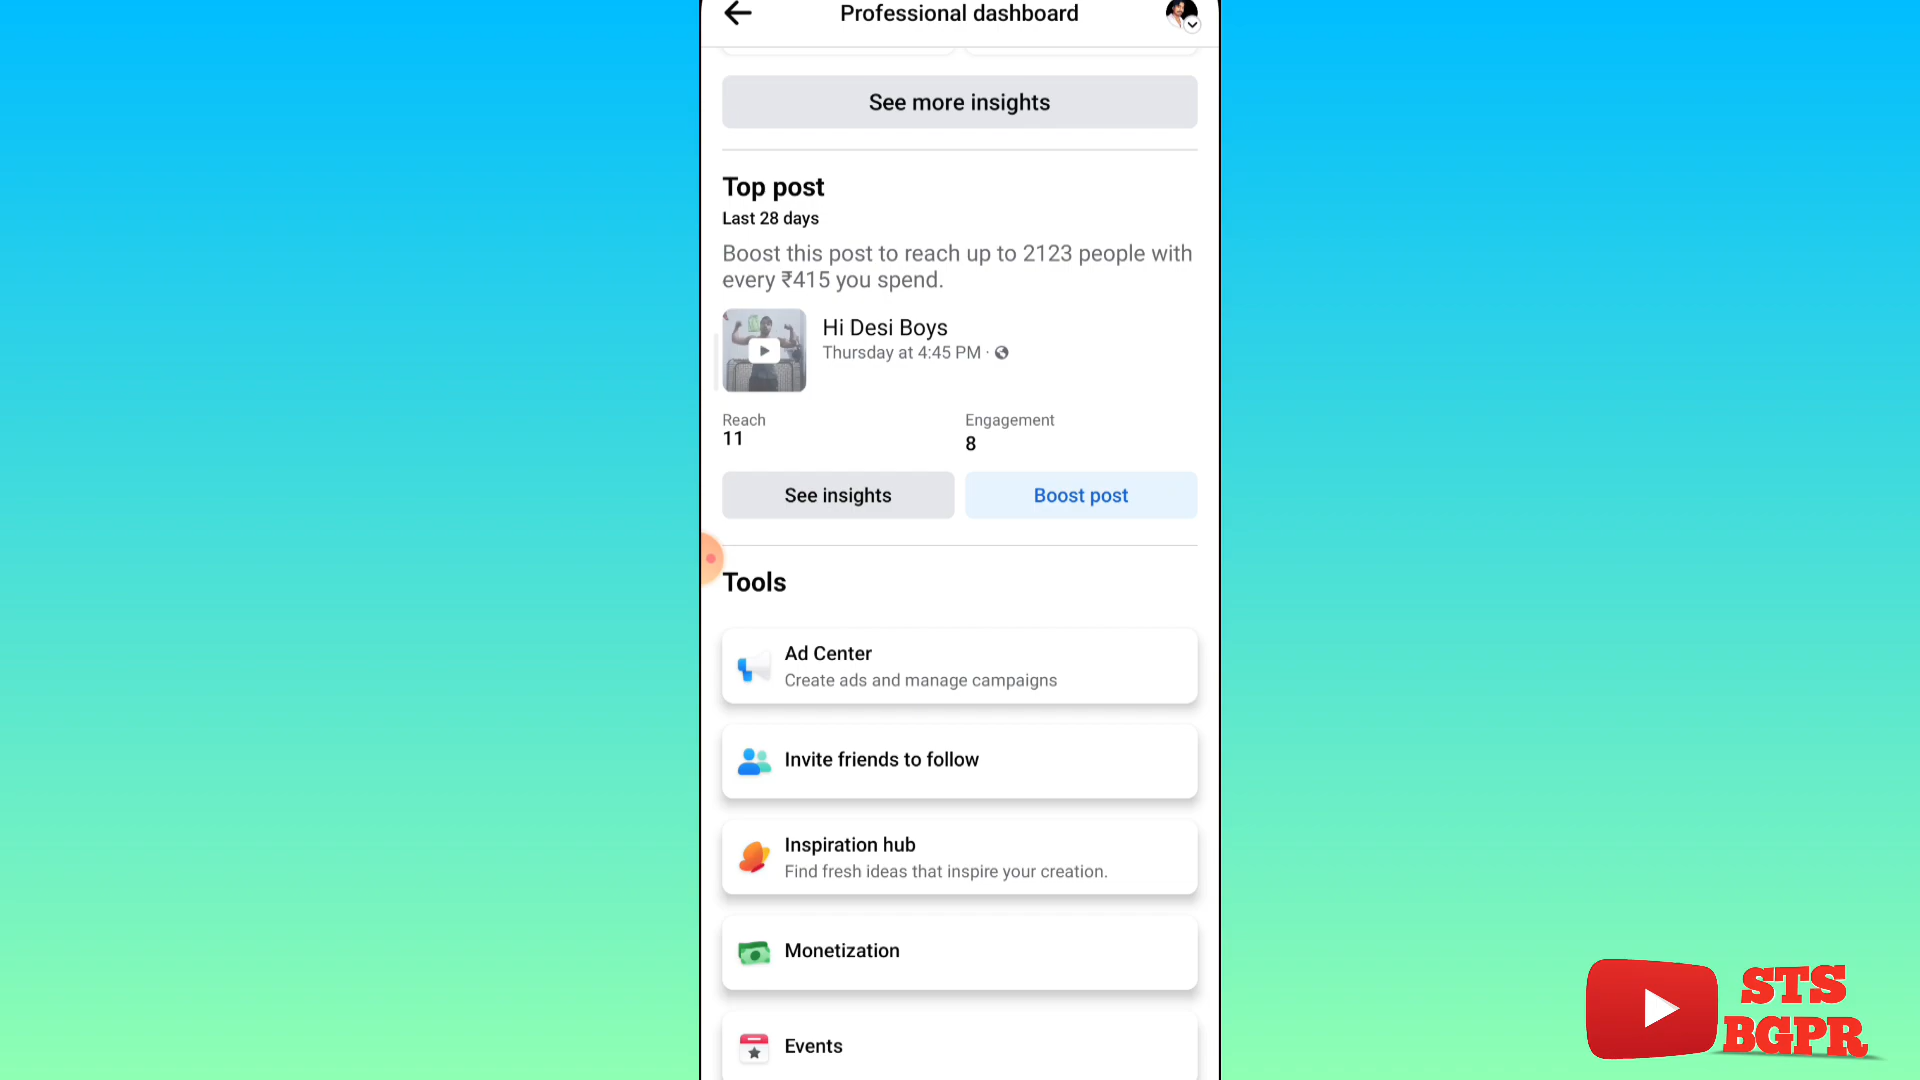 Professional dashboard
See more insights
Top post
Last 28 days
Boost this post to reach up to 2123 people with
every ₹415 you spend.
Hi Desi Boys
Thursday at 4:45 PM ·
Reach
Engagement
11
8
See insights
Boost post
Tools
Ad Center
Create ads and manage campaigns
Invite friends to follow
Inspiration hub
Find fresh ideas that inspire your creation.
Monetization
Events
STS
BGPR